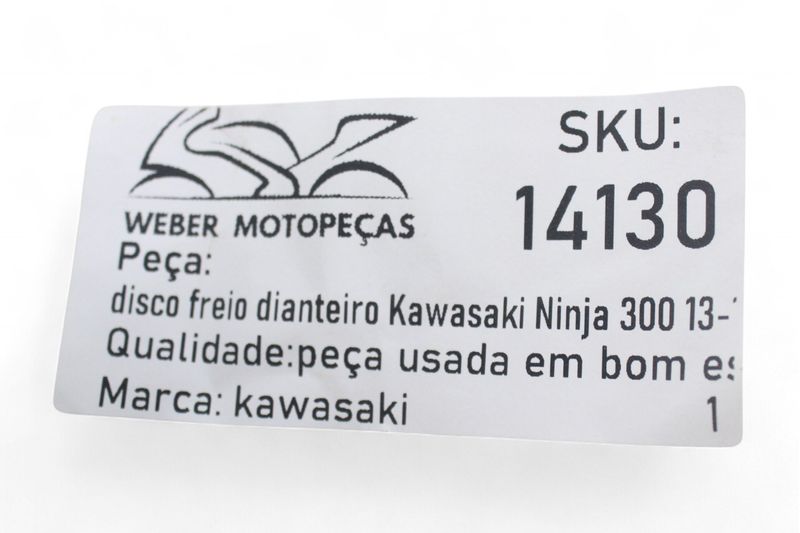 WEBER MOTOPEÇAS
SKU:
14130
Peça:
disco freio dianteiro Kawasaki Ninja 300 13-
Qualidade:peça usada em bom
Marca: kawasaki
1